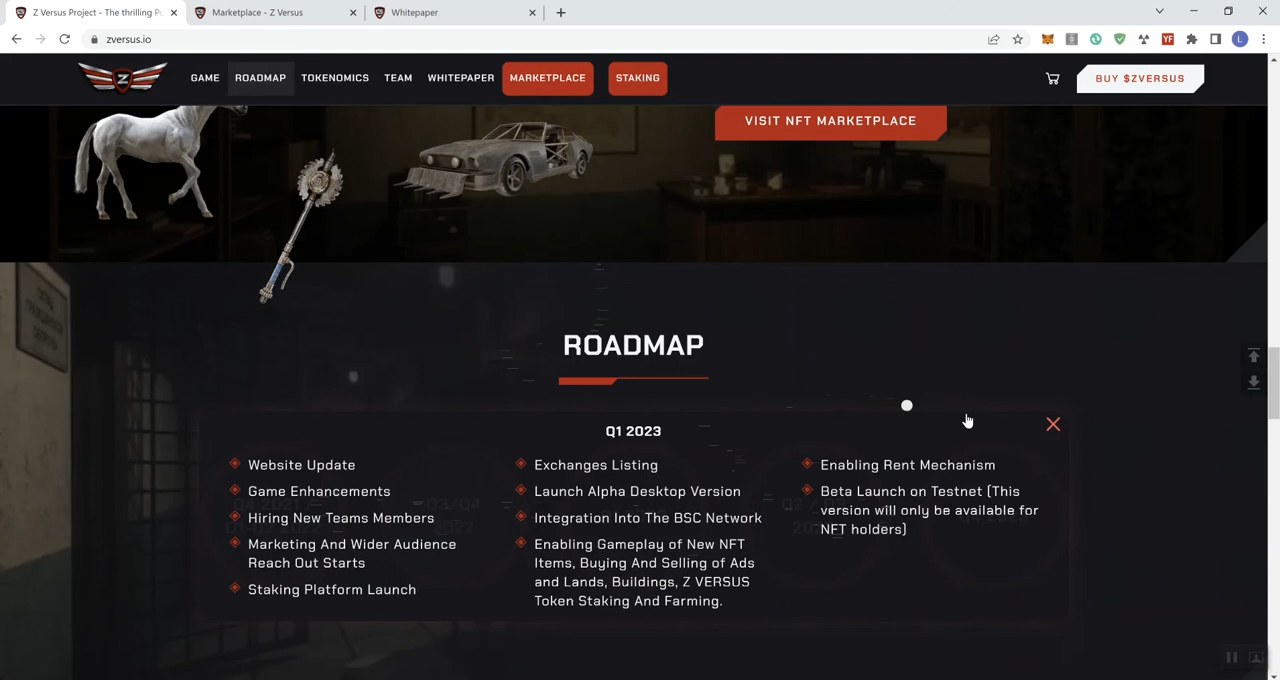 Z Versus Project - The thrilling Po
Marketplace - Z Versus
Whitepaper
zversus.io
YF
L
Z
GAME
ROADMAP
TOKENOMICS
TEAM
WHITEPAPER
MARKETPLACE
STAKING
BUY $ZVERSUS
VISIT NFT MARKETPLACE
ROADMAP
Q1 2023
Website Update
Game Enhancements
Hiring New Teams Members
Marketing And Wider Audience
Reach Out Starts
Staking Platform Launch
Exchanges Listing
Launch Alpha Desktop Version
Integration Into The BSC Network
Enabling Gameplay of New NFT
Items, Buying And Selling of Ads
and Lands, Buildings, Z VERSUS
Token Staking And Farming.
Enabling Rent Mechanism
Beta Launch on Testnet (This
version will only be available for
NFT holders)